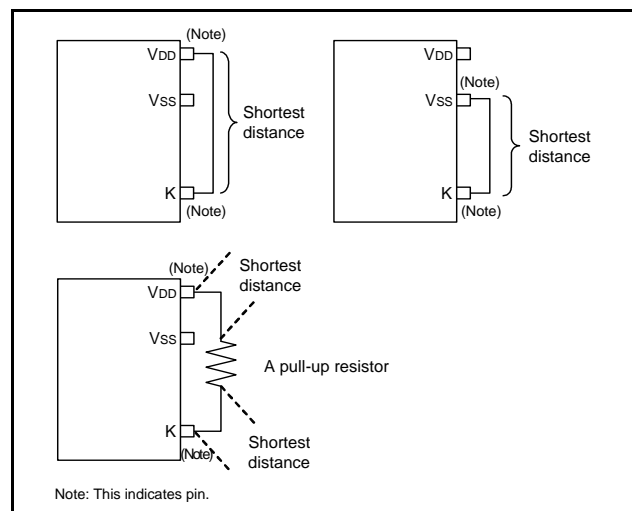 (Note)
VDD
VSS
Shortest
distance
K
(Note)
VDD
(Note)
VSS
Shortest
distance
K
(Note)
(Note)
Shortest
distance
VDD
VSS
A pull-up resistor
K
Shortest
distance
(Note)
Note: This indicates pin.